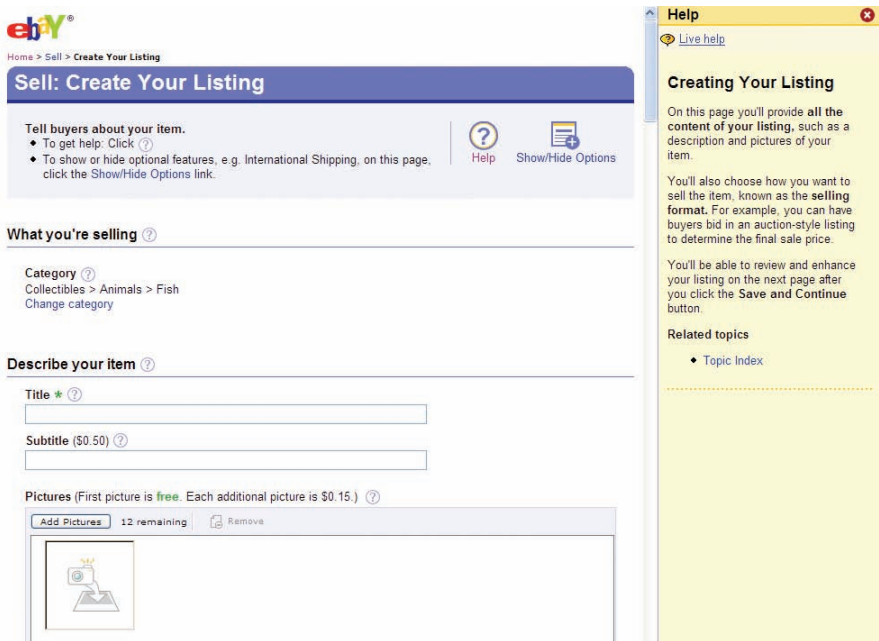 ebY®
Home > Sell > Create Your Listing
Sell: Create Your Listing
Tell buyers about your item.
• To get help: Click ?
• To show or hide optional features, e.g. International Shipping, on this page,
click the Show/Hide Options link.
? Help
Show/Hide Options
What you're selling ?
Category ?
Collectibles > Animals > Fish
Change category
Describe your item ?
Title * ?
Subtitle ($0.50) ?
Pictures (First picture is free. Each additional picture is $0.15.) ?
Add Pictures 12 remaining Remove
Help
Live help
Creating Your Listing
On this page you'll provide all the
content of your listing, such as a
description and pictures of your
item.
You'll also choose how you want to
sell the item, known as the selling
format. For example, you can have
buyers bid in an auction-style listing
to determine the final sale price.
You'll be able to review and enhance
your listing on the next page after
you click the Save and Continue
button.
Related topics
• Topic Index